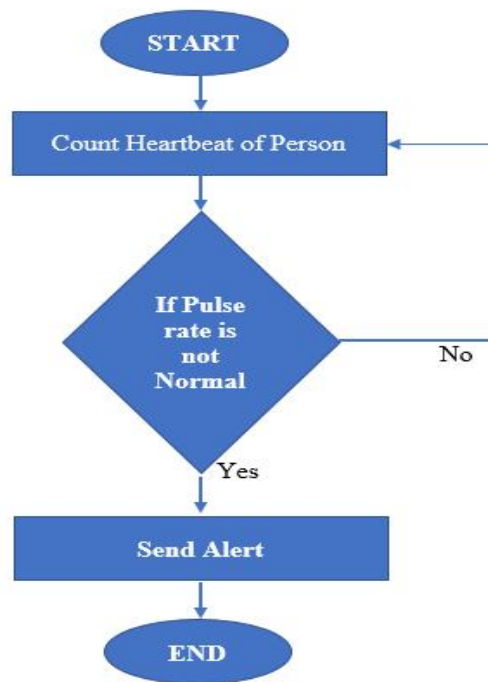 START
Count Heartbeat of Person
If Pulse
rate is
not
Normal
No
Yes
Send Alert
END